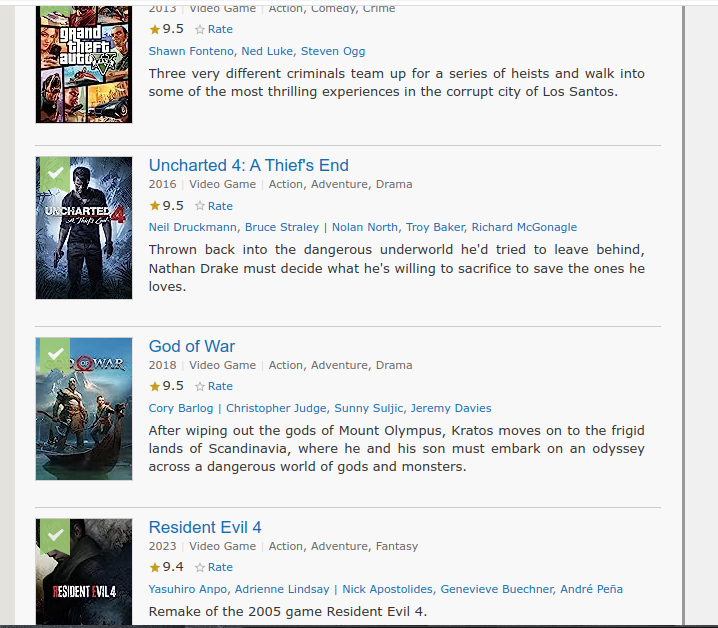 2013 | Video Game | Action, Comedy, Crime
grand
theft
auto
V
9.5 Rate
Shawn Fonteno, Ned Luke, Steven Ogg
Three very different criminals team up for a series of heists and walk into
some of the most thrilling experiences in the corrupt city of Los Santos.
UNCHARTED 4
A Thief's End
Uncharted 4: A Thief's End
2016 | Video Game | Action, Adventure, Drama
9.5 Rate
Neil Druckmann, Bruce Straley | Nolan North, Troy Baker, Richard McGonagle
Thrown back into the dangerous underworld he'd tried to leave behind,
Nathan Drake must decide what he's willing to sacrifice to save the ones he
loves.
OF WAR
God of War
2018 | Video Game | Action, Adventure, Drama
9.5 Rate
Cory Barlog | Christopher Judge, Sunny Suljic, Jeremy Davies
After wiping out the gods of Mount Olympus, Kratos moves on to the frigid
lands of Scandinavia, where he and his son must embark on an odyssey
across a dangerous world of gods and monsters.
RESIDENT EVIL 4
Resident Evil 4
2023 | Video Game | Action, Adventure, Fantasy
9.4 Rate
Yasuhiro Anpo, Adrienne Lindsay | Nick Apostolides, Genevieve Buechner, André Peña
Remake of the 2005 game Resident Evil 4.